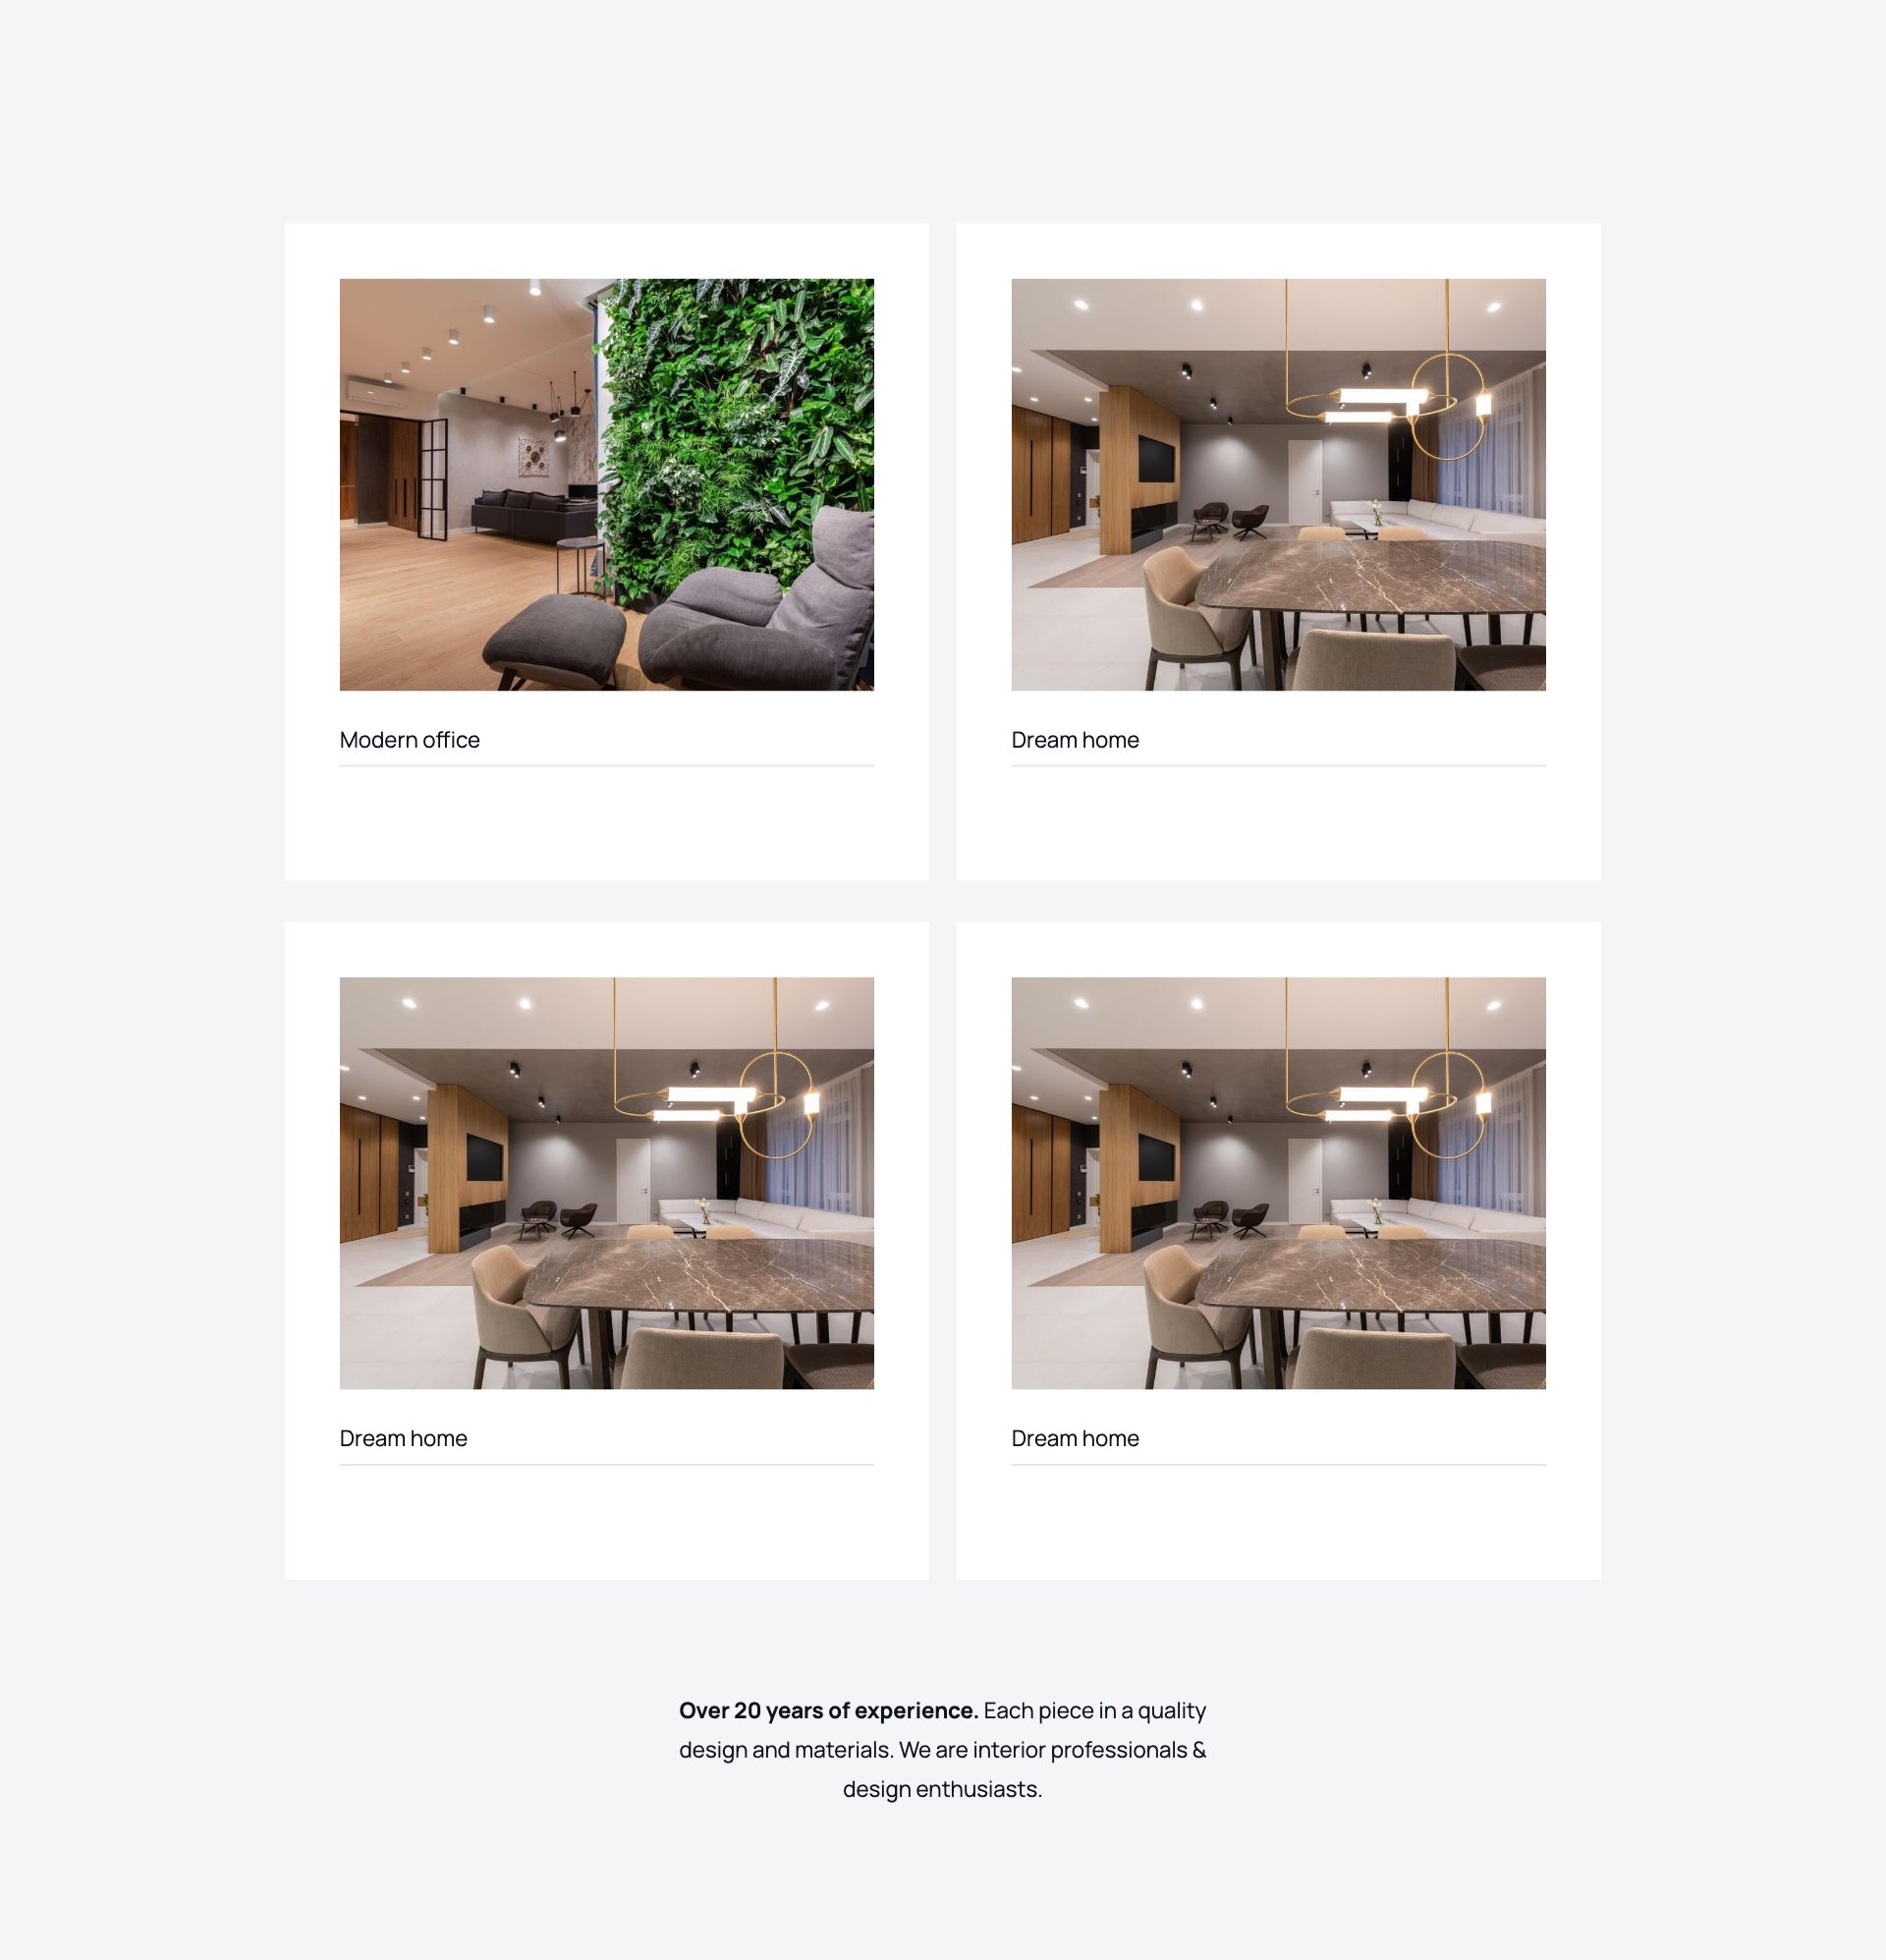 Modern office
Dream home
Dream home
Dream home
Over 20 years of experience. Each piece in a quality
design and materials. We are interior professionals &
design enthusiasts.